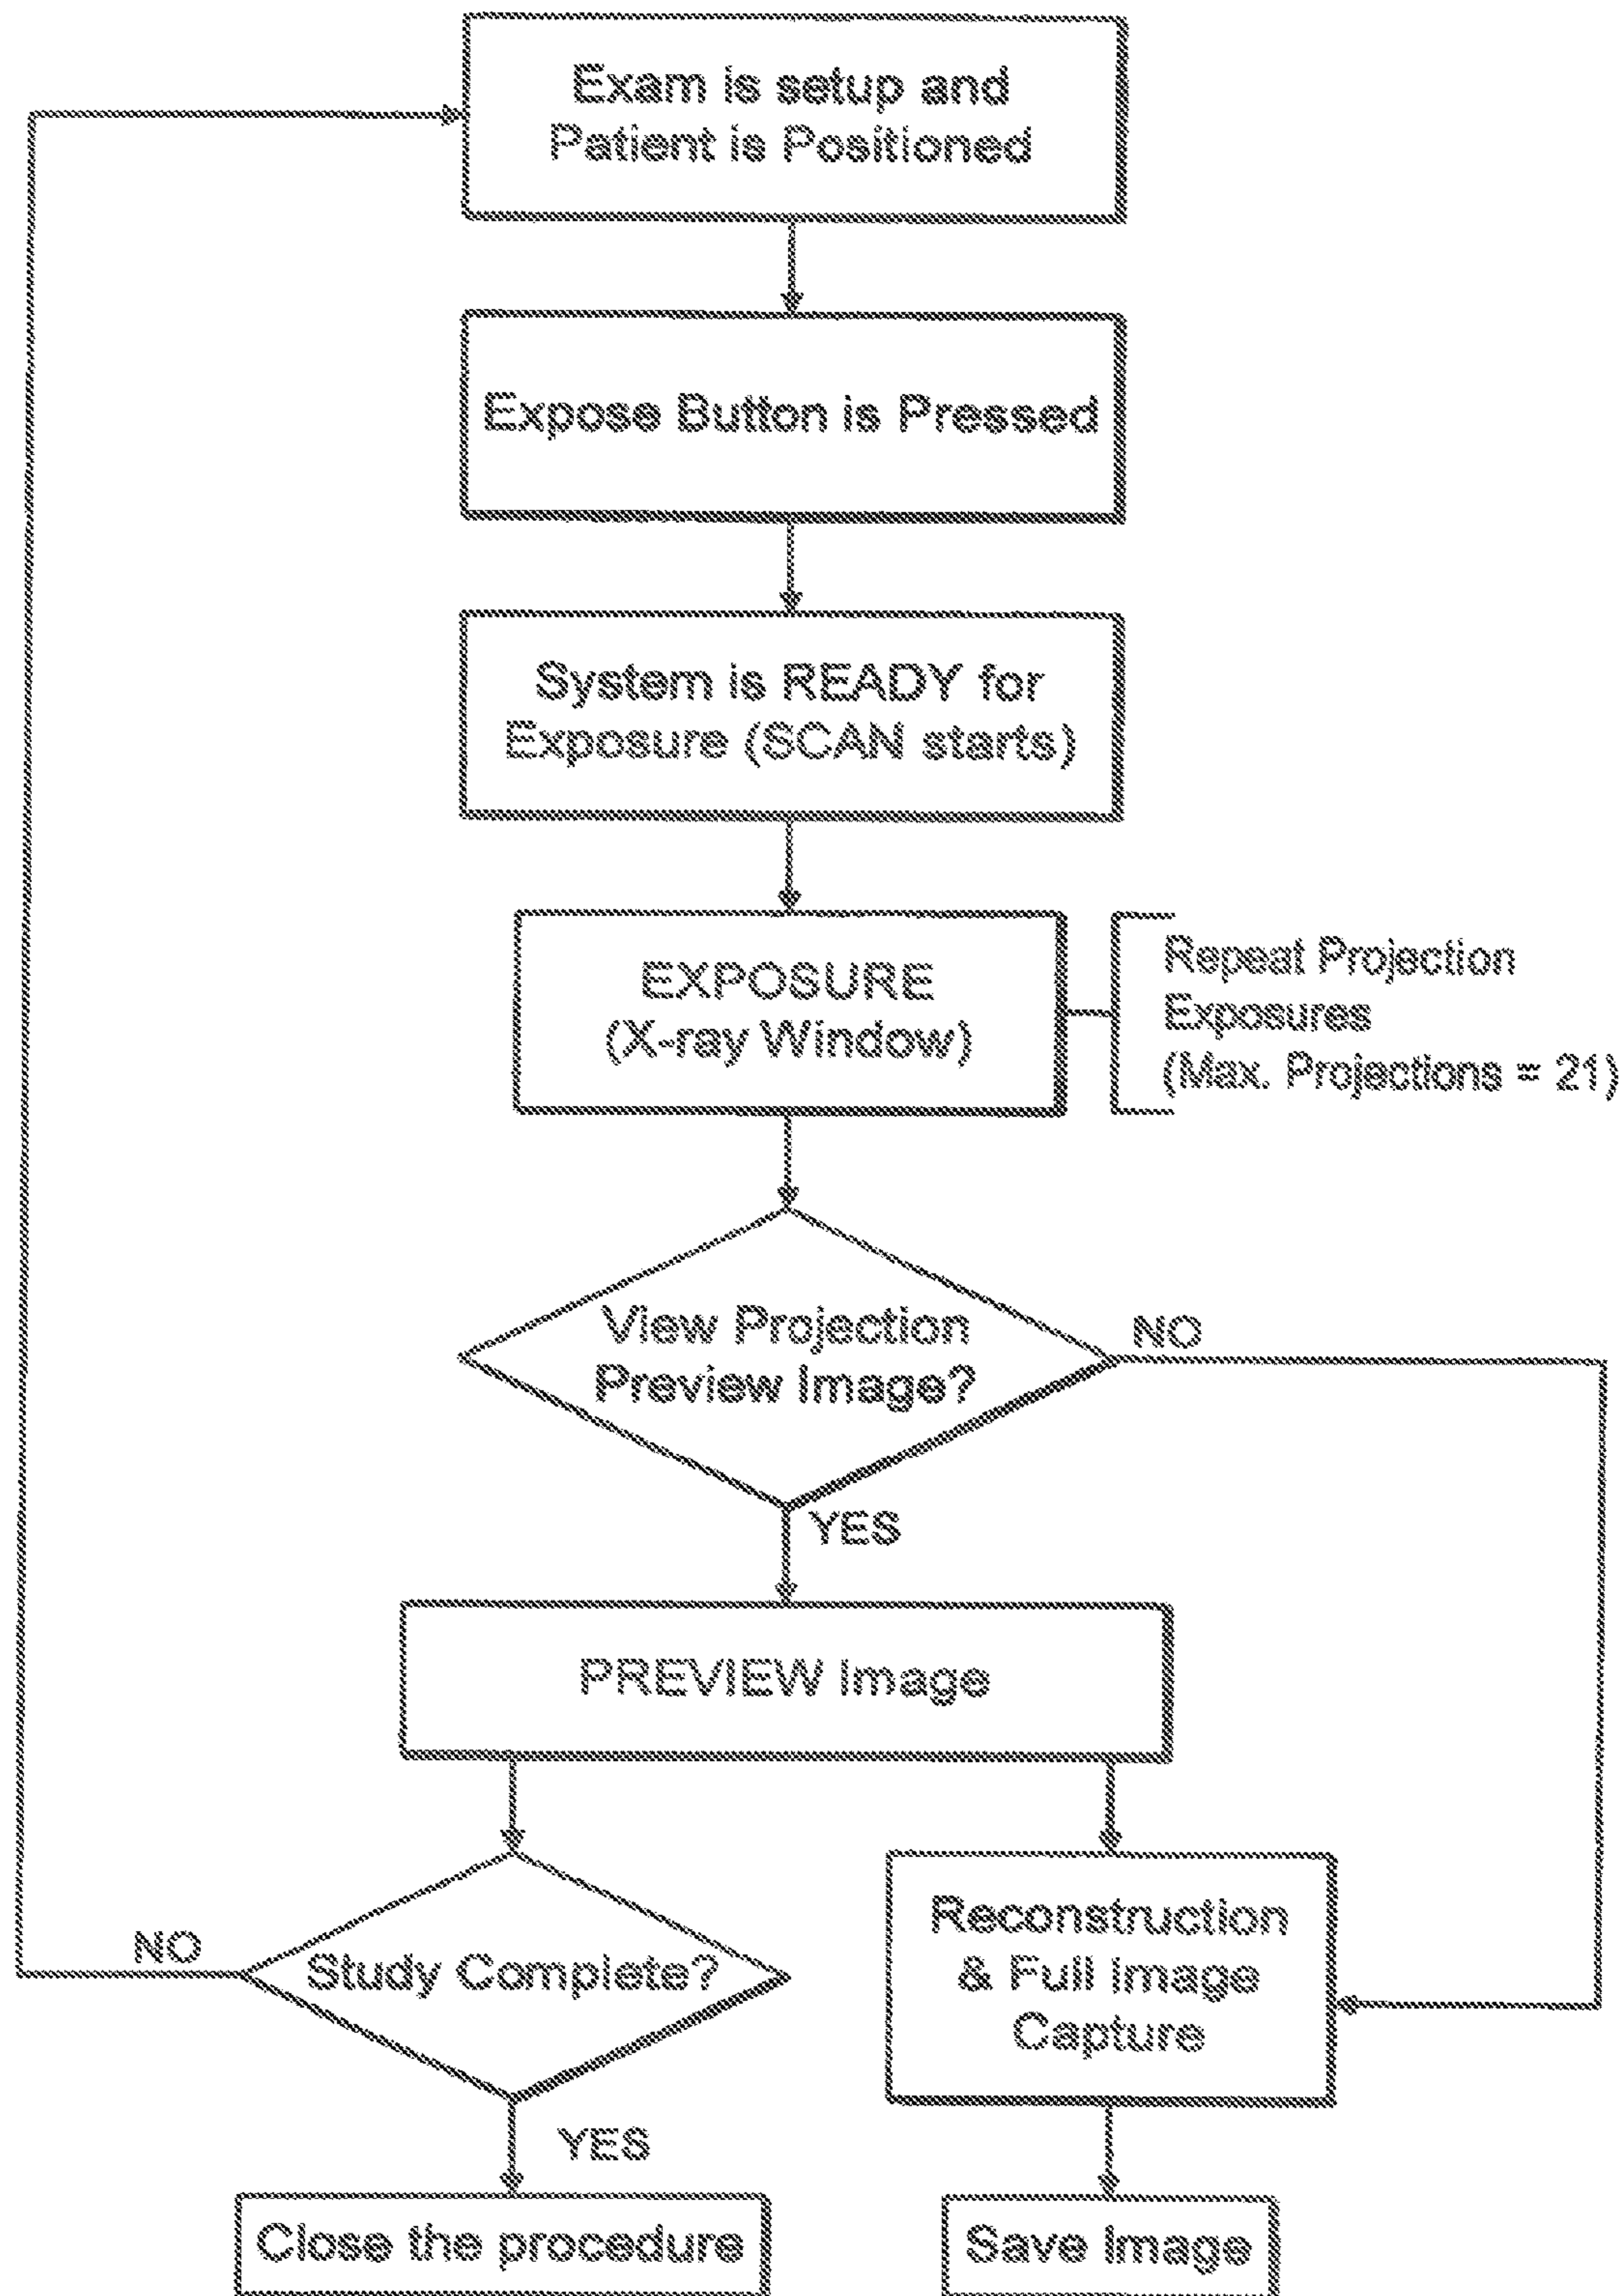 Exam is setup and
Patient is Positioned
Expose Button is Pressed
System is READY for
Exposure (SCAN starts)
EXPOSURE
(X-ray Window)
Repeat Projection
Exposures
(Max. Projections = 21)
View Projection
Preview Image?
NO
YES
PREVIEW Image
NO
Study Complete?
Reconstruction
& Full Image
Capture
YES
Close the procedure
Save Image